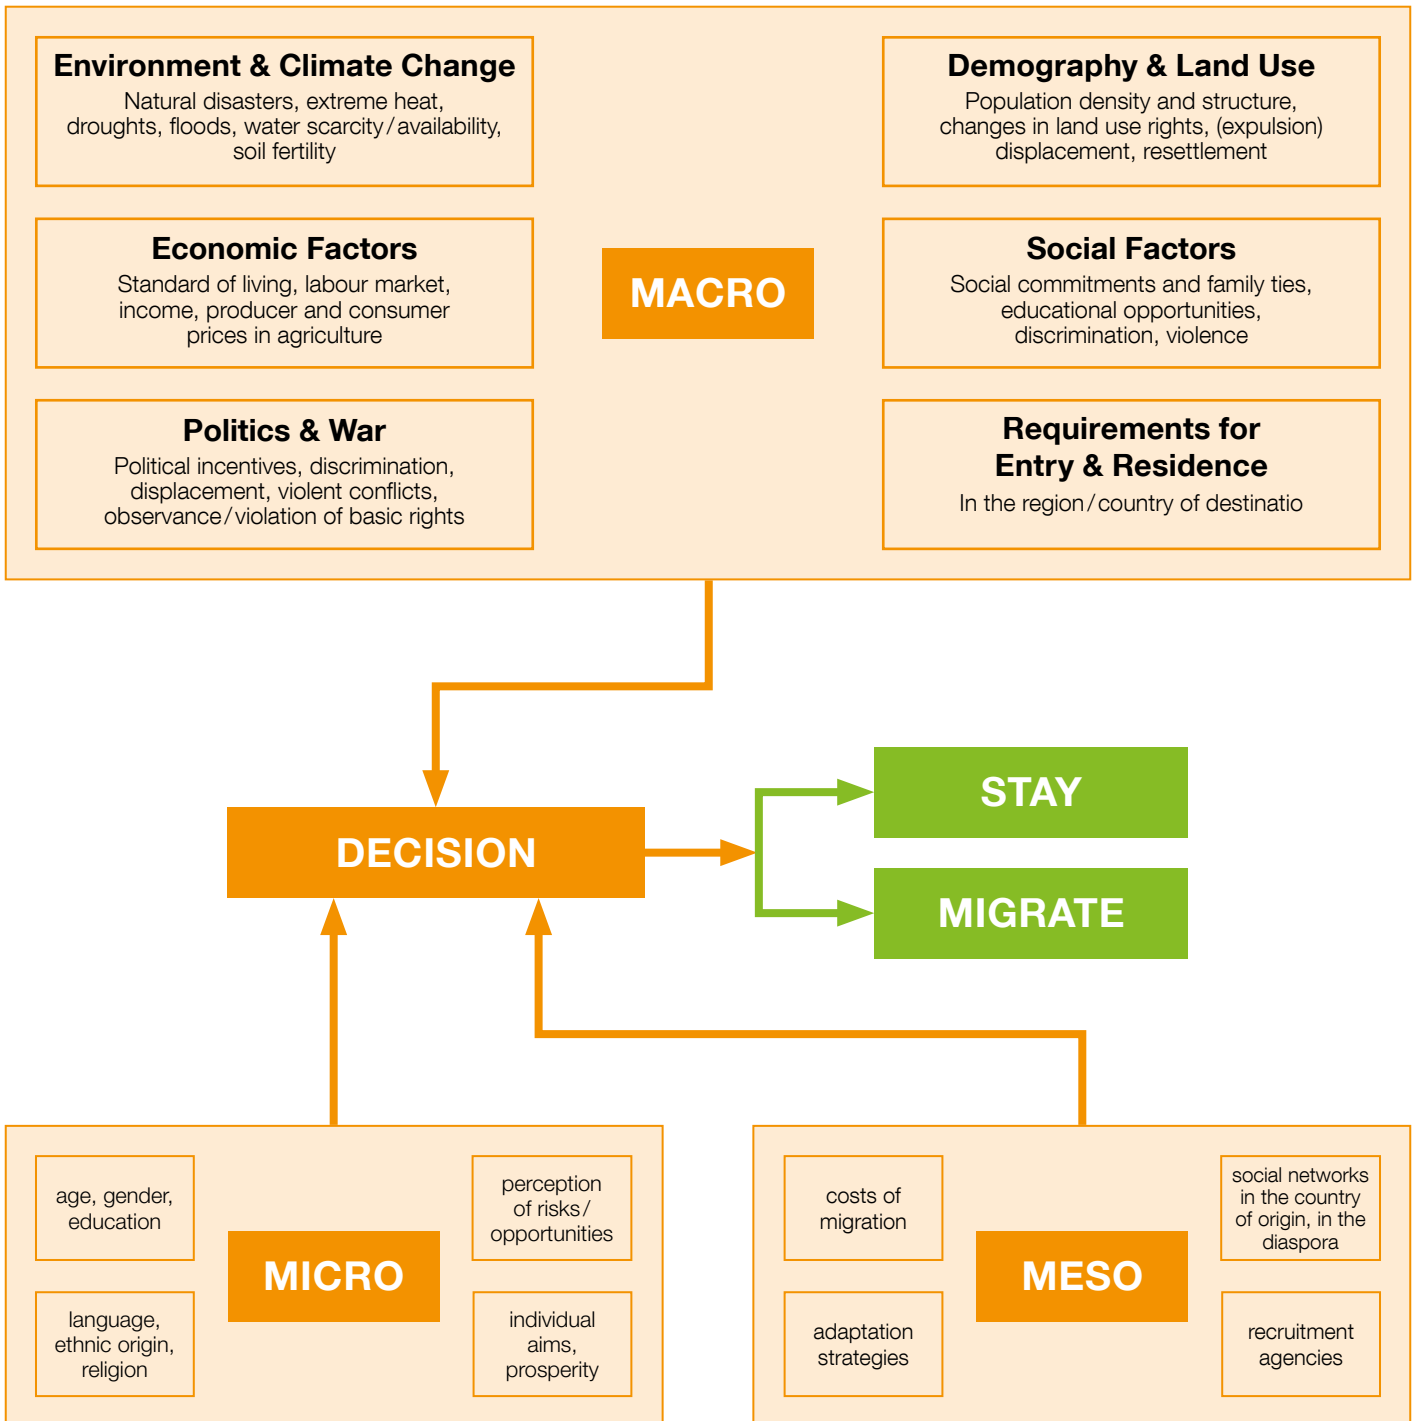 Environment & Climate Change
Natural disasters, extreme heat,
droughts, floods, water scarcity/availability,
soil fertility
Demography & Land Use
Population density and structure,
changes in land use rights, (expulsion)
displacement, resettlement
Economic Factors
Standard of living, labour market,
income, producer and consumer
prices in agriculture
MACRO
Social Factors
Social commitments and family ties,
educational opportunities,
discrimination, violence
Politics & War
Political incentives, discrimination,
displacement, violent conflicts,
observance/violation of basic rights
Requirements for
Entry & Residence
In the region/country of destinatio
DECISION
STAY
MIGRATE
age, gender,
education
perception
of risks/
opportunities
MICRO
language,
ethnic origin,
religion
individual
aims,
prosperity
costs of
migration
social networks
in the country
of origin, in the
diaspora
MESO
adaptation
strategies
recruitment
agencies